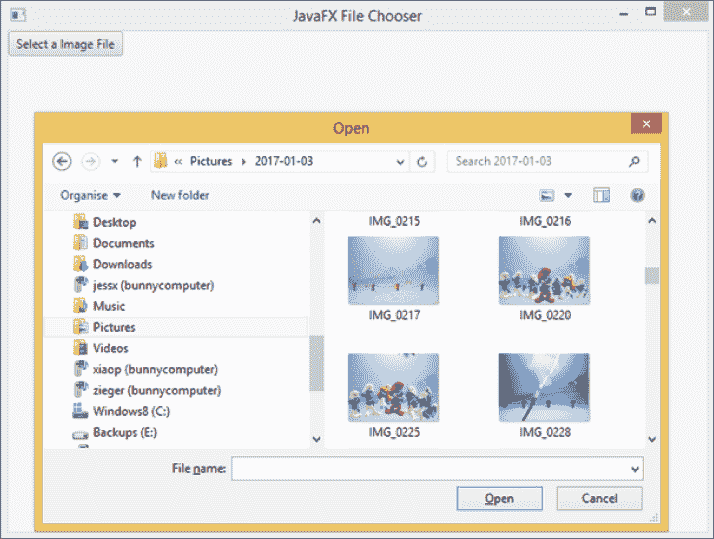 JavaFX File Chooser
Select a Image File
Open
« Pictures 2017-01-03
Search 2017-01-03
Organise New folder
Desktop
Documents
Downloads
jessx (bunnycomputer)
Music
Pictures
Videos
xiaop (bunnycomputer)
zieger (bunnycomputer)
Windows8 (C:)
Backups (E:)
IMG_0215 IMG_0216
IMG_0217 IMG_0220
IMG_0225 IMG_0228
File name:
Open Cancel